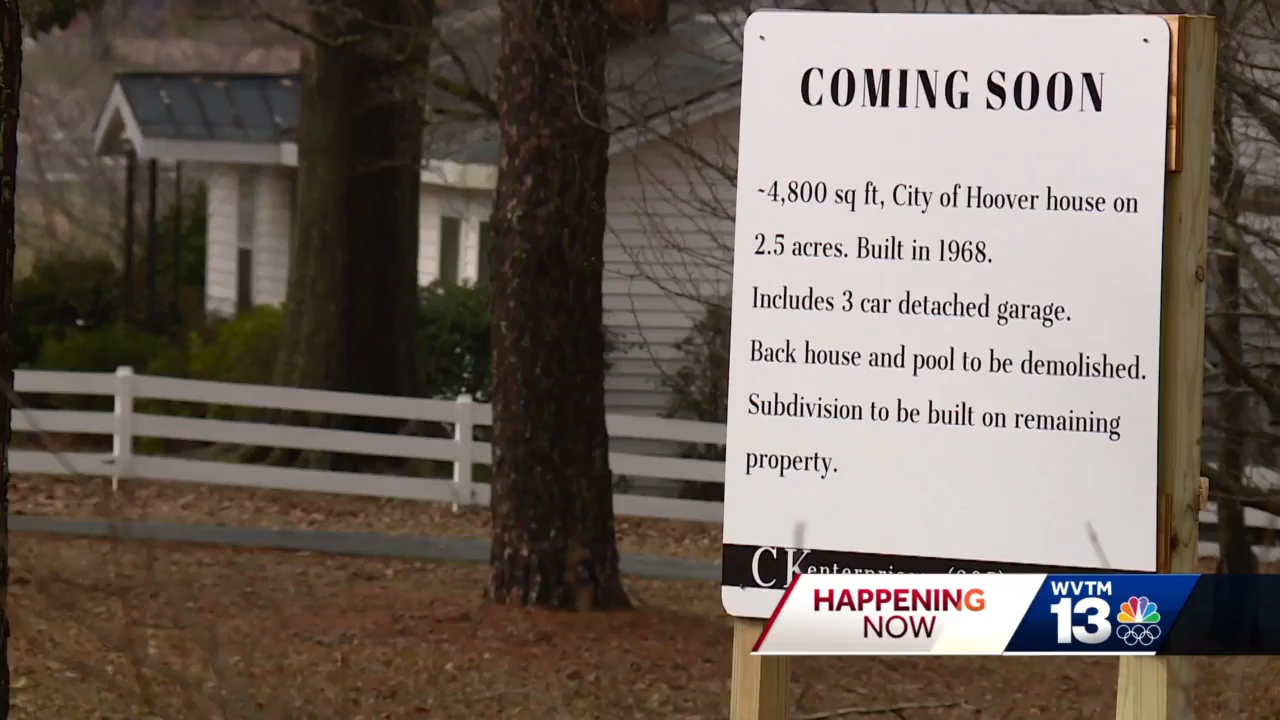 COMING SOON
~4,800 sq ft, City of Hoover house on
2.5 acres. Built in 1968.
Includes 3 car detached garage.
Back house and pool to be demolished.
Subdivision to be built on remaining
property.
CK
HAPPENING
NOW
WVTM
13